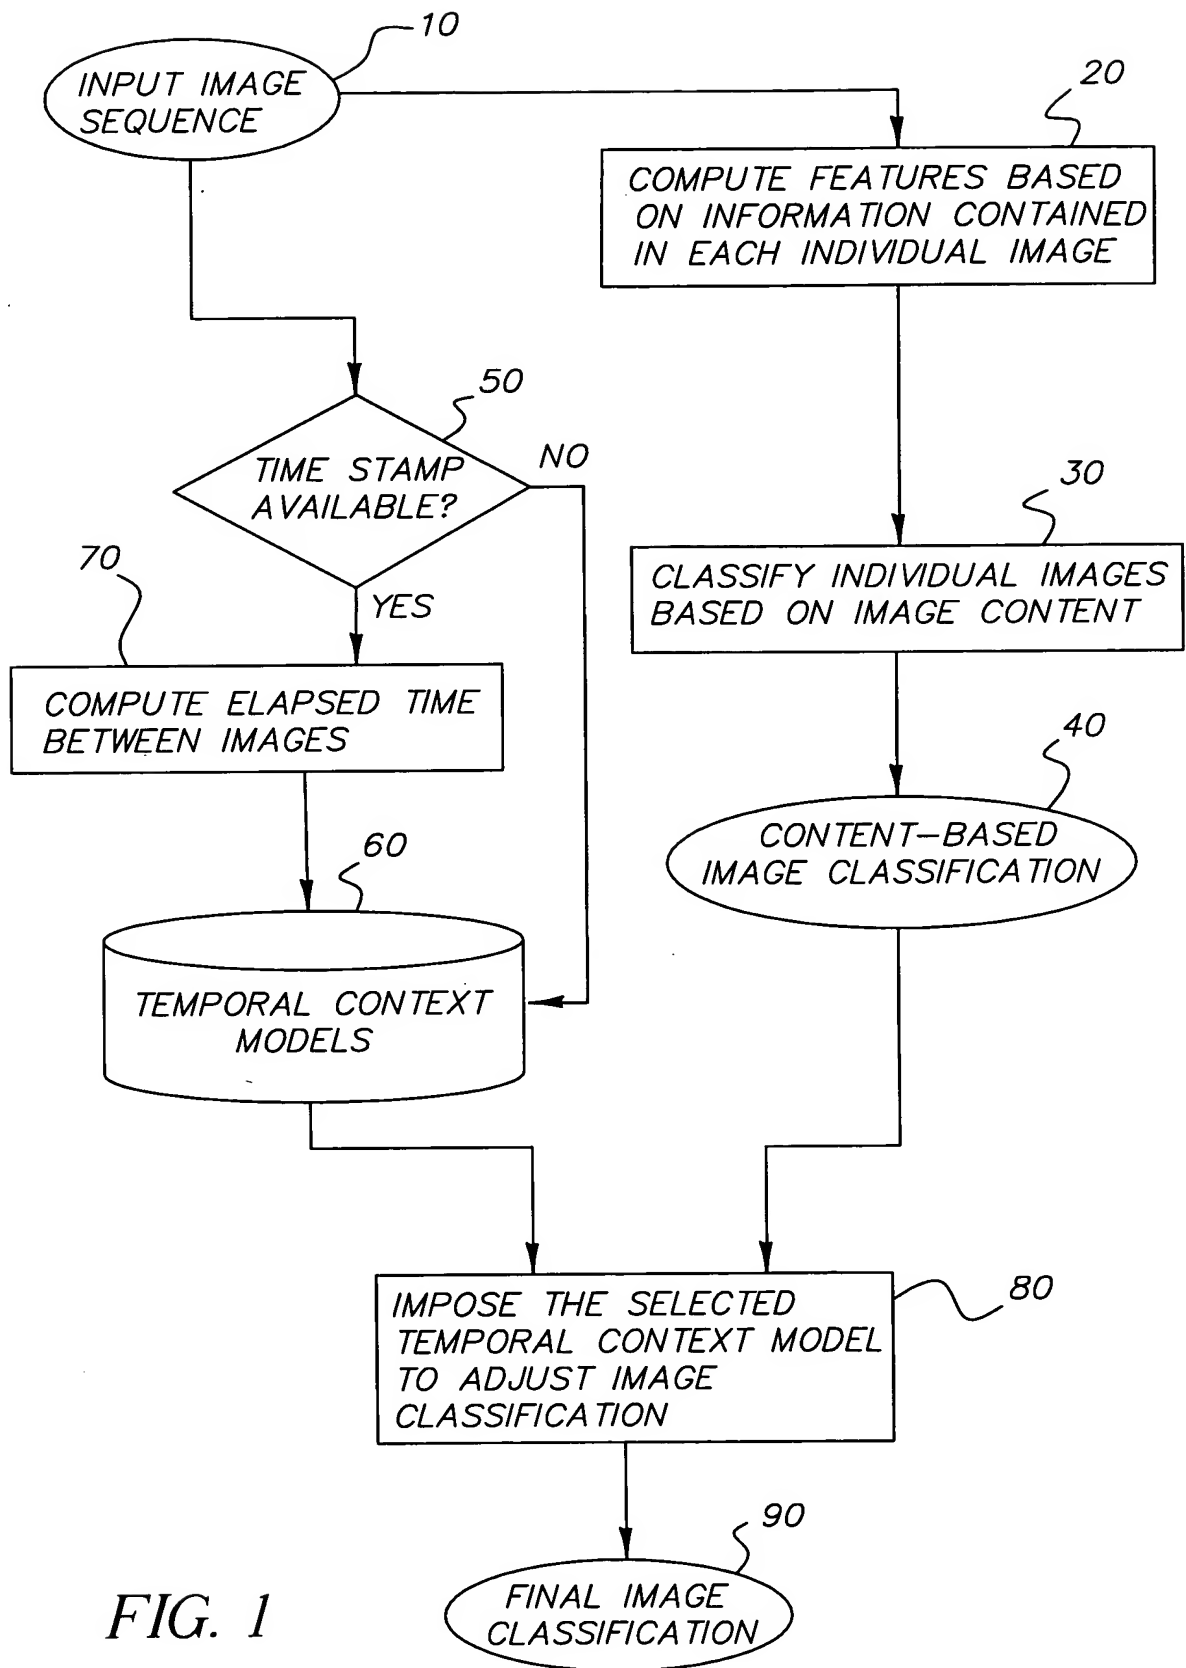 10
INPUT IMAGE
SEQUENCE
20
COMPUTE FEATURES BASED
ON INFORMATION CONTAINED
IN EACH INDIVIDUAL IMAGE
50
TIME STAMP
AVAILABLE?
NO
YES
30
CLASSIFY INDIVIDUAL IMAGES
BASED ON IMAGE CONTENT
70
COMPUTE ELAPSED TIME
BETWEEN IMAGES
40
CONTENT-BASED
IMAGE CLASSIFICATION
60
TEMPORAL CONTEXT
MODELS
80
IMPOSE THE SELECTED
TEMPORAL CONTEXT MODEL
TO ADJUST IMAGE
CLASSIFICATION
90
FINAL IMAGE
CLASSIFICATION
FIG. 1